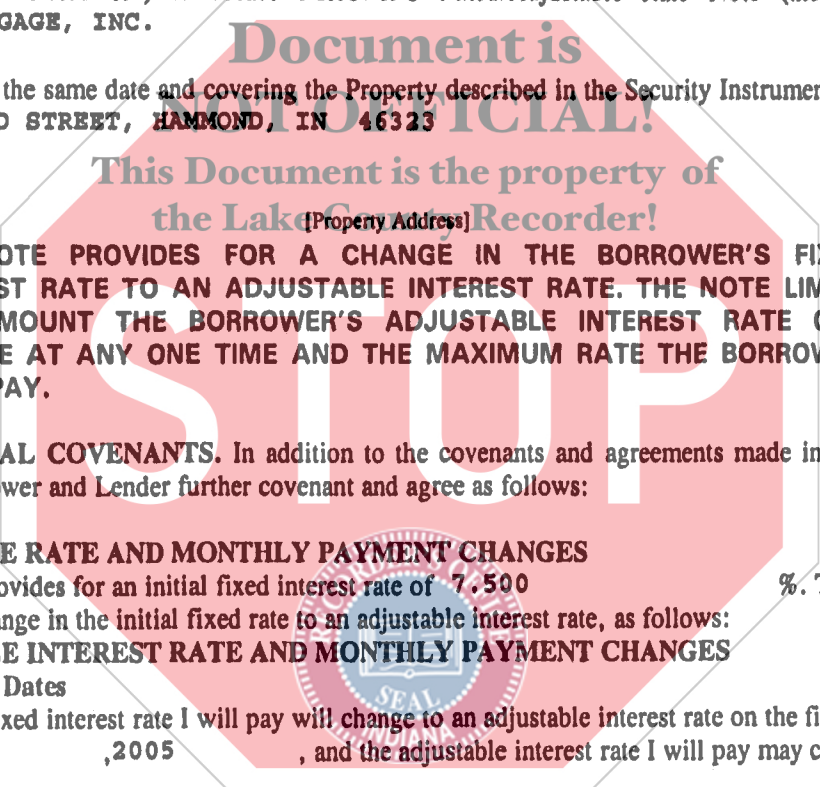 GAGE, INC.
Document is
the same date and covering the Property described in the Security Instrumen
STREET, HAMMOND, IN 46323
NOT OFFICIAL!
This Document is the property of
the Lake County Recorder!
[Property Address]
OTE PROVIDES FOR A CHANGE IN THE BORROWER'S FI
ST RATE TO AN ADJUSTABLE INTEREST RATE. THE NOTE LIM
MOUNT THE BORROWER'S ADJUSTABLE INTEREST RATE C
E AT ANY ONE TIME AND THE MAXIMUM RATE THE BORROW
PAY.
STOP
AL COVENANTS. In addition to the covenants and agreements made in
ower and Lender further covenant and agree as follows:
E RATE AND MONTHLY PAYMENT CHANGES
ovides for an initial fixed interest rate of 7.500 %.
ange in the initial fixed rate to an adjustable interest rate, as follows:
E INTEREST RATE AND MONTHLY PAYMENT CHANGES
Dates
xed interest rate I will pay will change to an adjustable interest rate on the fi
,2005 , and the adjustable interest rate I will pay may c
SEAL
INDIANA